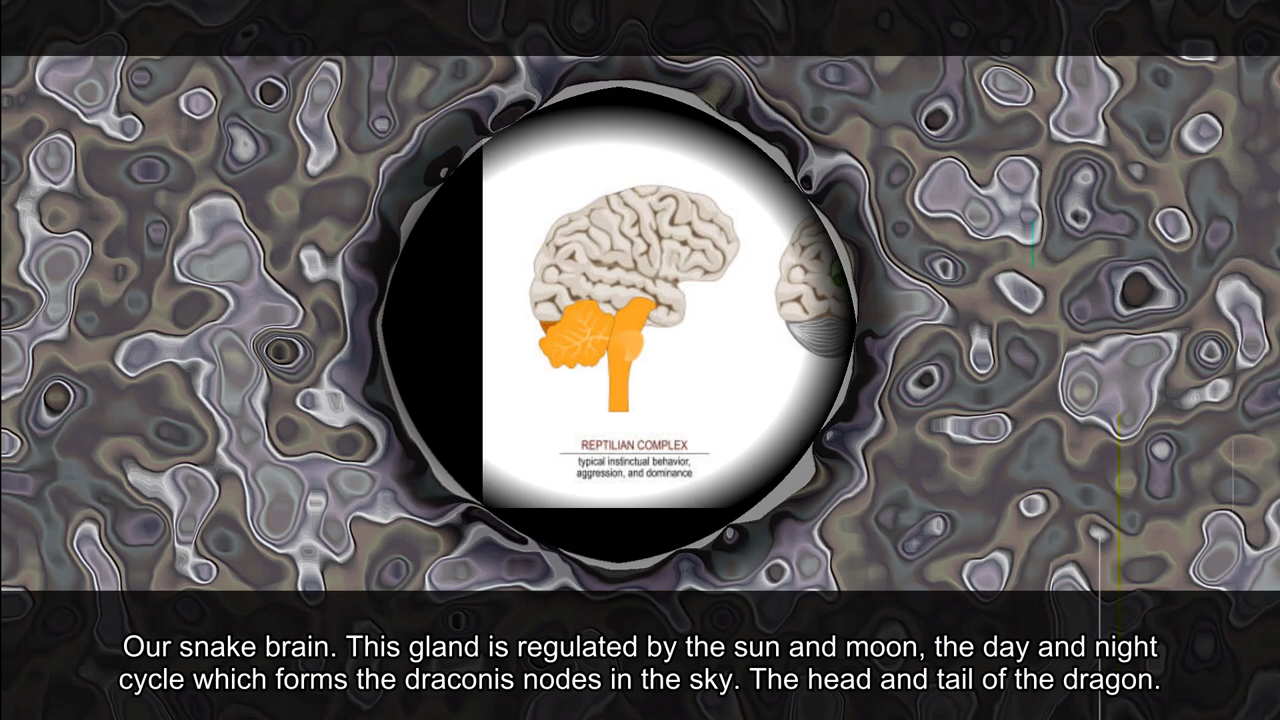 REPTILIAN COMPLEX
typical instinctual behavior,
aggression, and dominance
Our snake brain. This gland is regulated by the sun and moon, the day and night
cycle which forms the draconis nodes in the sky. The head and tail of the dragon.